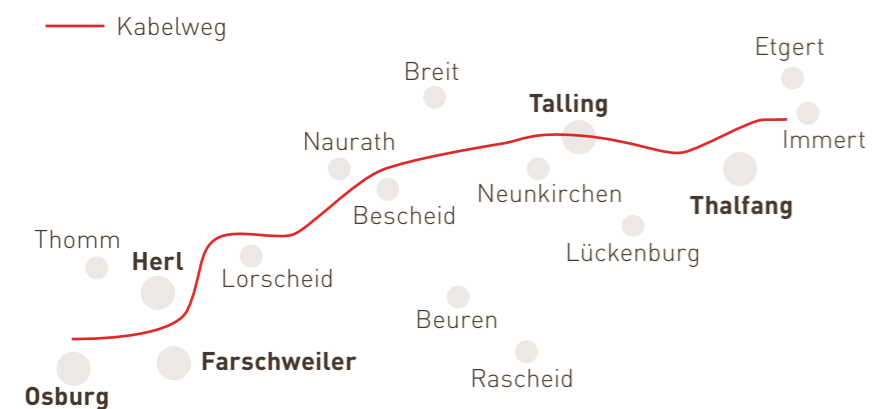 Kabelweg
Etgert
Breit
Talling
Naurath
Immert
Neunkirchen
Thalfang
Bescheid
Thomm
Herl
Lückenburg
Lorscheid
Beuren
Farschweiler
Rascheid
Osburg